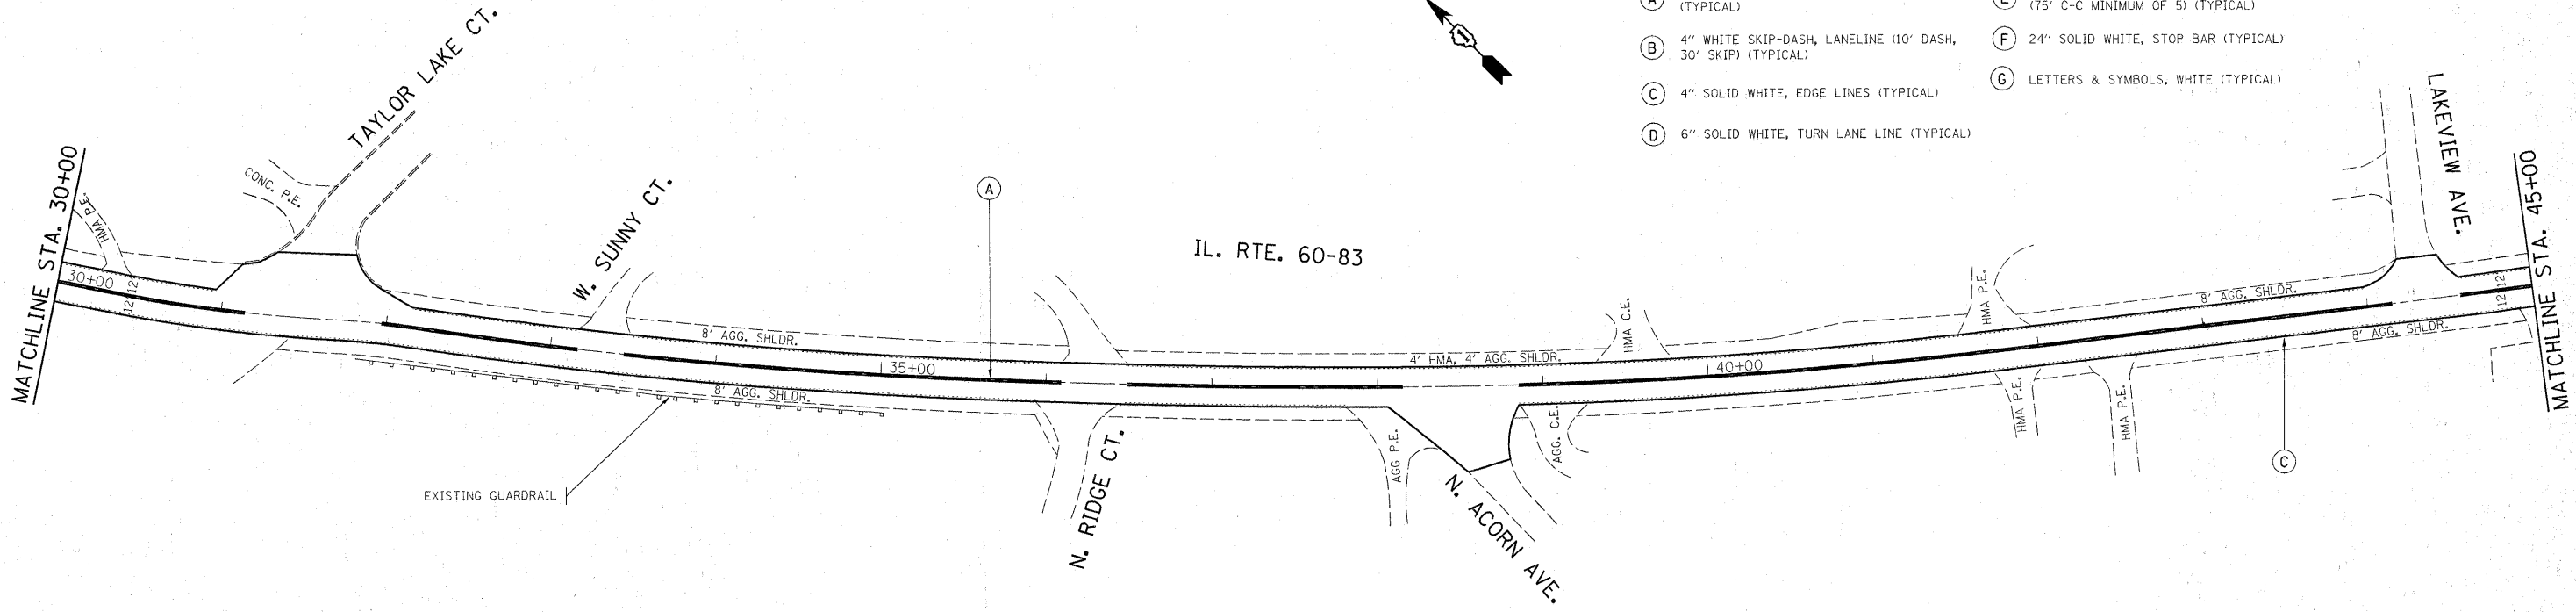 (TYPICAL)
(75' C-C MINIMUM OF 5) (TYPICAL)
B 4" WHITE SKIP-DASH, LANELINE (10' DASH,
30' SKIP) (TYPICAL)
F 24" SOLID WHITE, STOP BAR (TYPICAL)
C 4" SOLID WHITE, EDGE LINES (TYPICAL)
G LETTERS & SYMBOLS, WHITE (TYPICAL)
D 6" SOLID WHITE, TURN LANE LINE (TYPICAL)
MATCHLINE STA. 30+00
HMA P.E.
30+00
12'
12'
CONC. P.E.
TAYLOR LAKE CT.
W. SUNNY CT.
8' AGG. SHLDR.
8' AGG. SHLDR.
EXISTING GUARDRAIL
A
35+00
IL. RTE. 60-83
N. RIDGE CT.
4' HMA, 4' AGG. SHLDR.
AGG P.E.
N. ACORN AVE.
AGG. C.E.
HMA C.E.
40+00
HMA P.E.
HMA P.E.
HMA P.E.
8' AGG. SHLDR.
8' AGG. SHLDR.
C
LAKEVIEW AVE.
12'
12'
MATCHLINE STA. 45+00